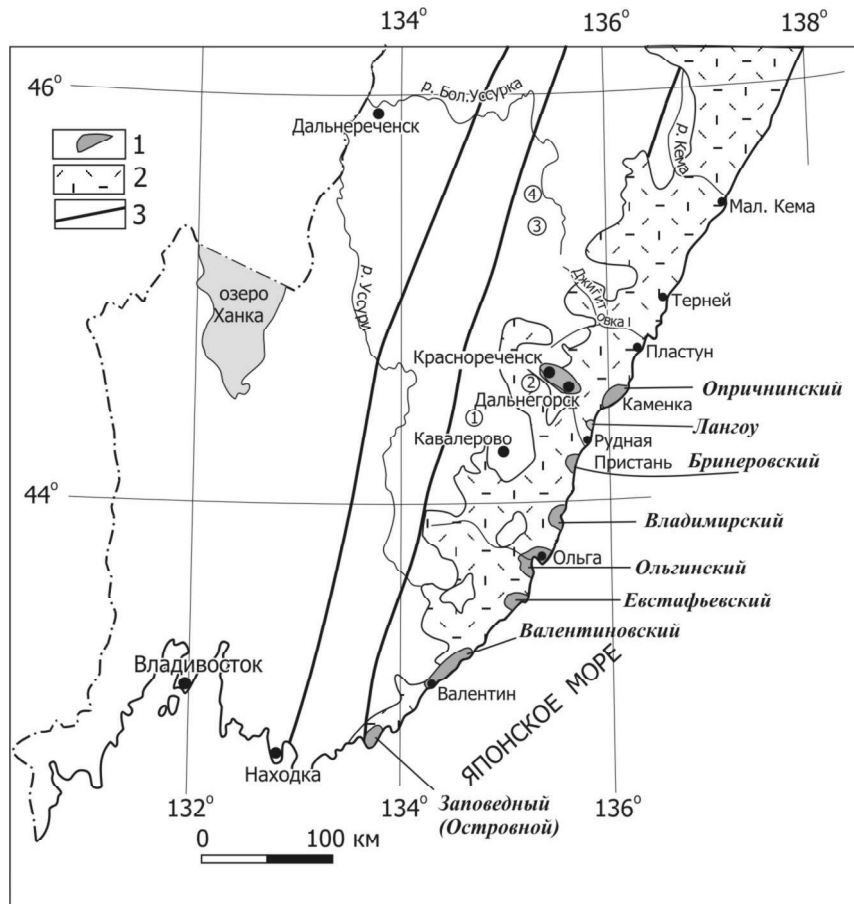 134°
136°
138°
46°
р. Бол. Уссурка
Дальнереченск
1
2
3
р. Кема
④
③
Мал. Кема
озеро
Ханка
р. Уссури
Джигитовка
Терней
Пластун
Краснореченск
②
Дальнегорск
Каменка
Опричнинский
①
Лангоу
Кавалерово
Рудная
Пристань
Бринеровский
44°
Владимирский
Ольга
Ольгинский
Евстафьевский
Валентиновский
Владивосток
Валентин
ЯПОНСКОЕ МОРЕ
Находка
132°
134°
136°
Заповедный
(Островной)
0
100 км